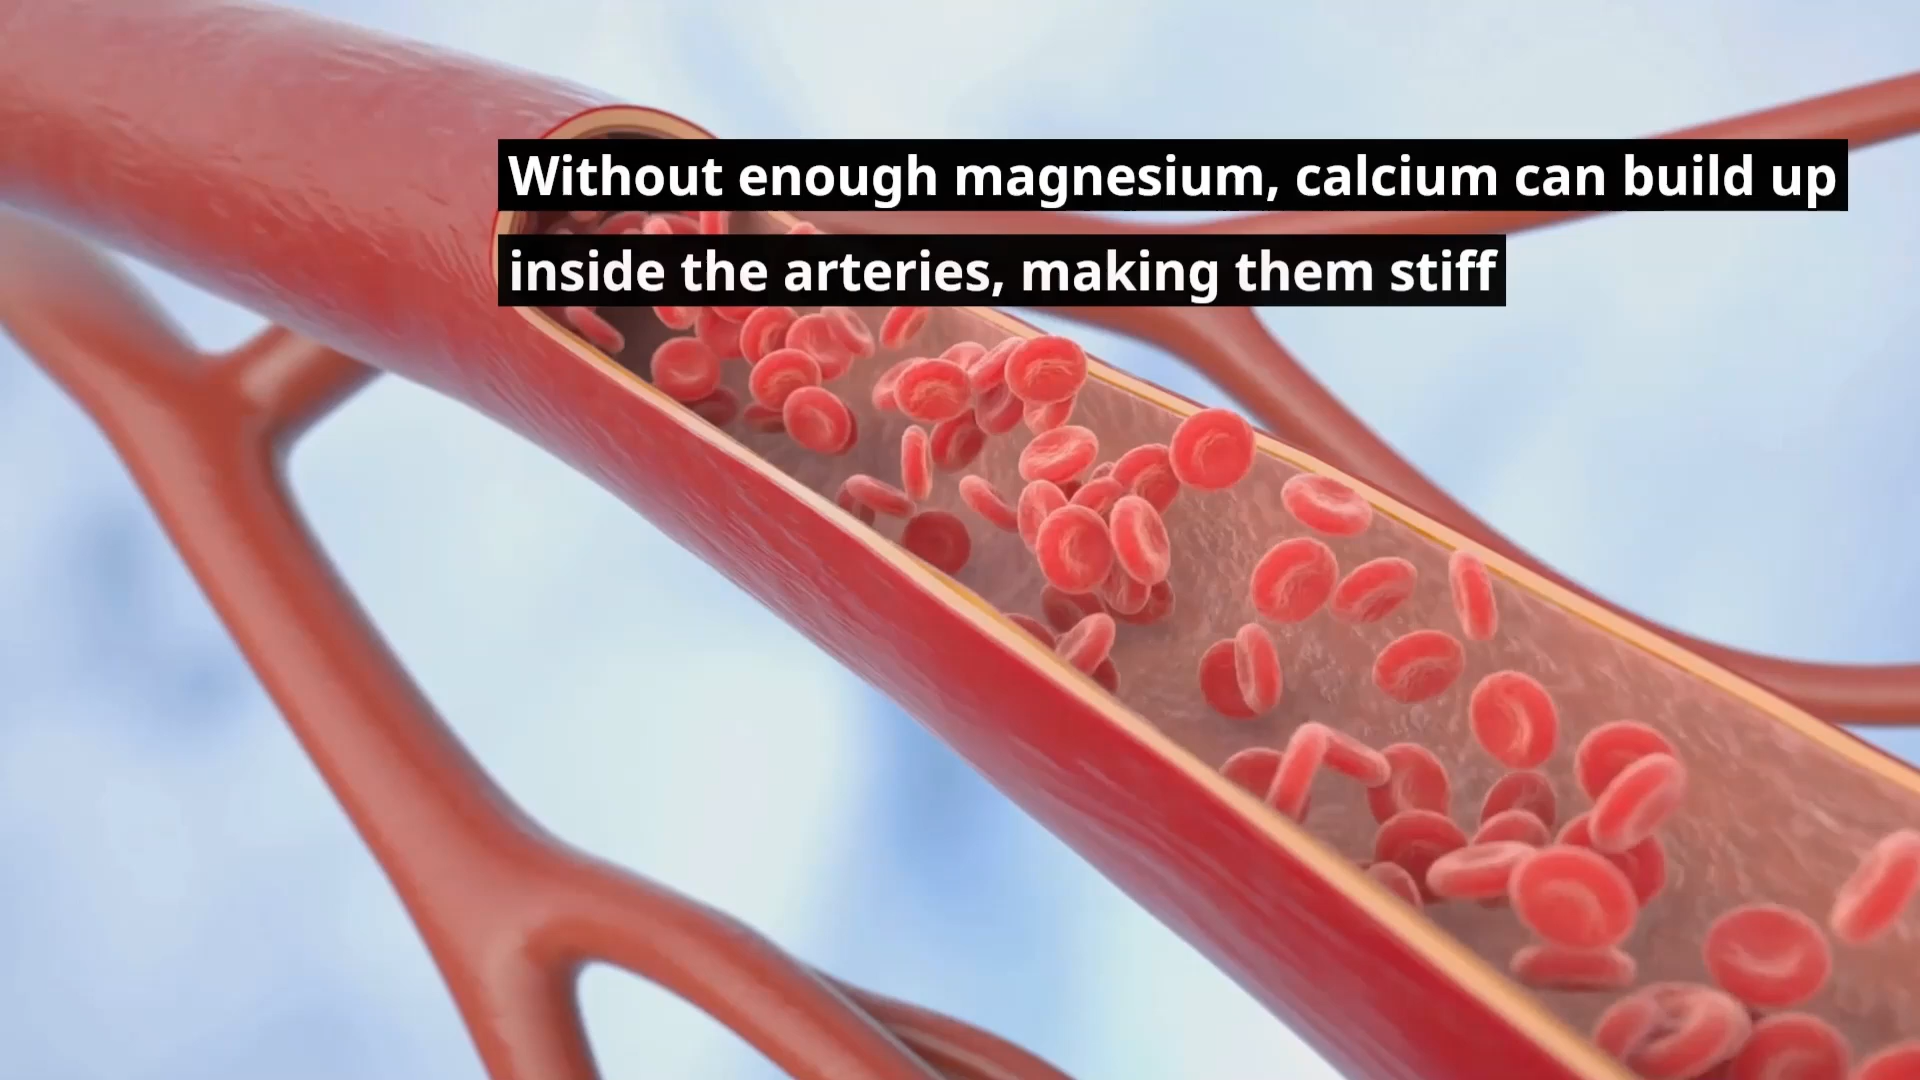 Without enough magnesium, calcium can build up
inside the arteries, making them stiff